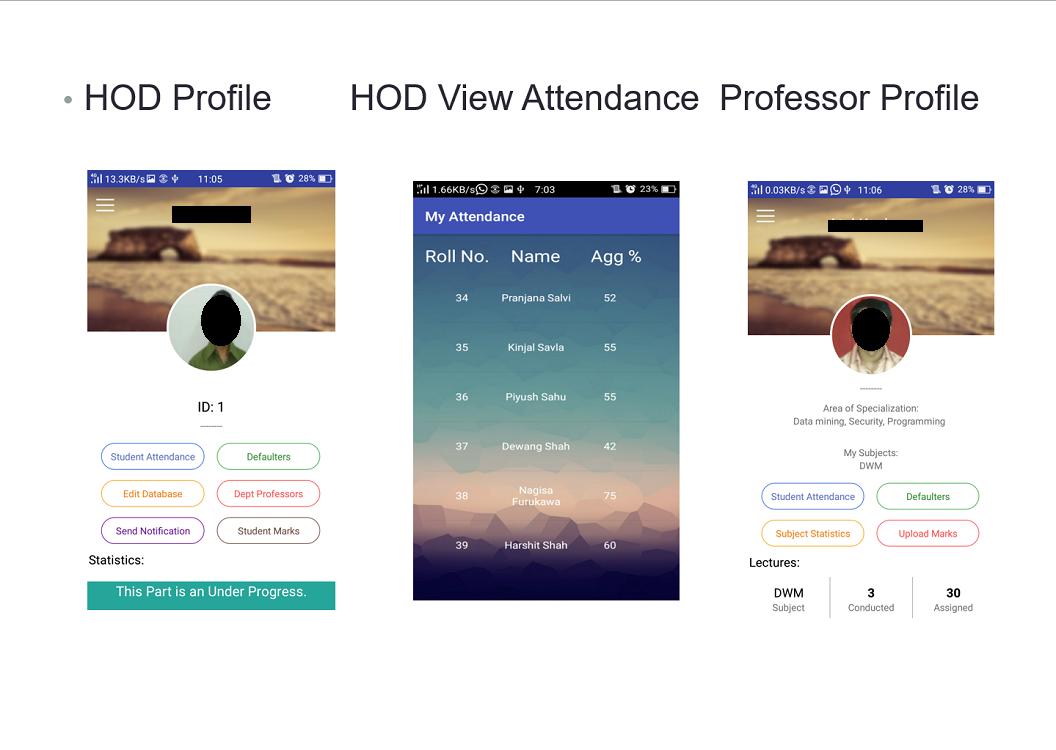 • HOD Profile HOD View Attendance Professor Profile
13.3KB/s 11:05 28%
ID: 1
--------
Student Attendance Defaulters
Edit Database Dept Professors
Send Notification Student Marks
Statistics:
This Part is an Under Progress.
1.66KB/s 7:03 23%
My Attendance
Roll No. Name Agg %
34 Pranjana Salvi 52
35 Kinjal Savla 55
36 Piyush Sahu 55
37 Dewang Shah 42
38 Nagisa
Furukawa 75
39 Harshit Shah 60
0.03KB/s 11:06 28%
--------
Area of Specialization:
Data mining, Security, Programming
My Subjects:
DWM
Student Attendance Defaulters
Subject Statistics Upload Marks
Lectures:
DWM 3 30
Subject Conducted Assigned